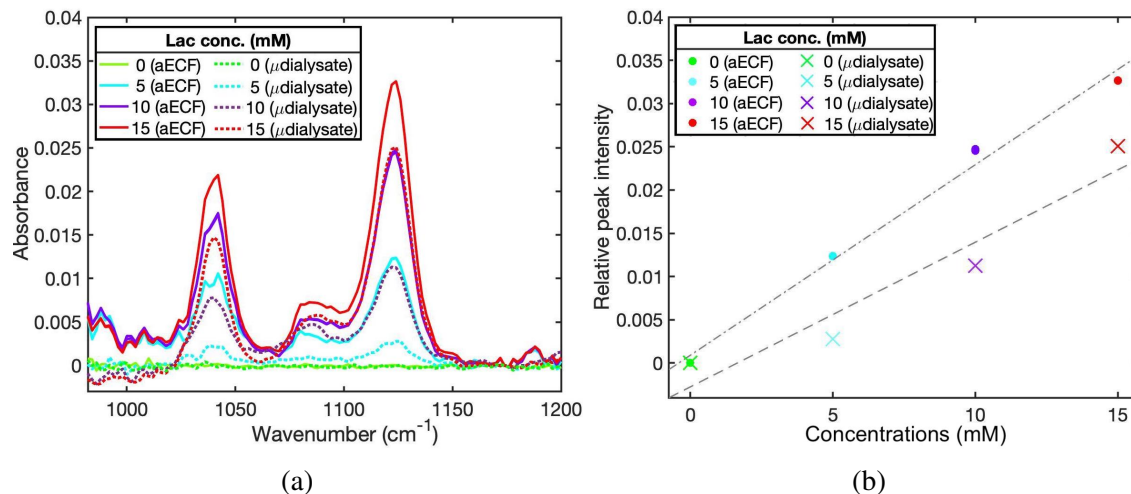 Lac conc. (mM)
0 (aECF) 0 (μdialysate)
5 (aECF) 5 (μdialysate)
10 (aECF) 10 (μdialysate)
15 (aECF) 15 (μdialysate)
0.04
0.035
0.03
0.025
0.02
0.015
0.01
0.005
0
Absorbance
1000 1050 1100 1150 1200
Wavenumber (cm⁻¹)
(a)
Lac conc. (mM)
0 (aECF) 0 (μdialysate)
5 (aECF) 5 (μdialysate)
10 (aECF) 10 (μdialysate)
15 (aECF) 15 (μdialysate)
0.04
0.035
0.03
0.025
0.02
0.015
0.01
0.005
0
Relative peak intensity
0 5 10 15
Concentrations (mM)
(b)